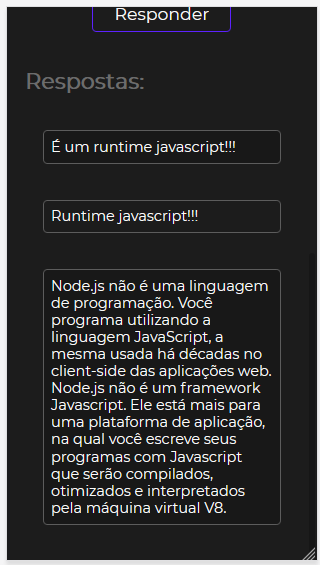 Responder
Respostas:
É um runtime javascript!!!
Runtime javascript!!!
Node.js não é uma linguagem
de programação. Você
programa utilizando a
linguagem JavaScript, a
mesma usada há décadas no
client-side das aplicações web.
Node.js não é um framework
Javascript. Ele está mais para
uma plataforma de aplicação,
na qual você escreve seus
programas com Javascript
que serão compilados,
otimizados e interpretados
pela máquina virtual V8.